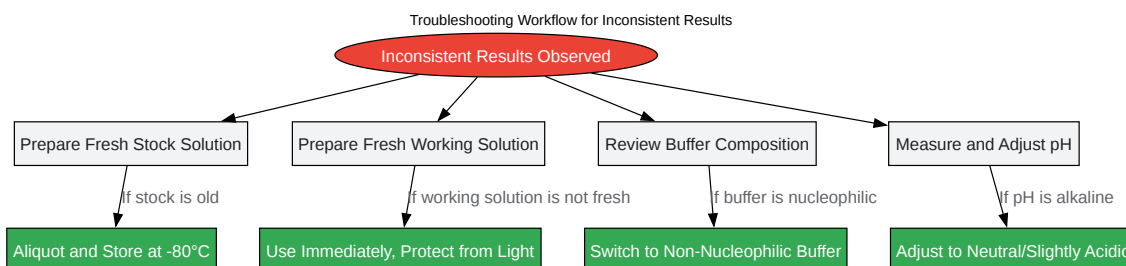 Troubleshooting Workflow for Inconsistent Results
Inconsistent Results Observed
Prepare Fresh Stock Solution
Prepare Fresh Working Solution
Review Buffer Composition
Measure and Adjust pH
If stock is old
If working solution is not fresh
If buffer is nucleophilic
If pH is alkaline
Aliquot and Store at -80°C
Use Immediately, Protect from Light
Switch to Non-Nucleophilic Buffer
Adjust to Neutral/Slightly Acidic